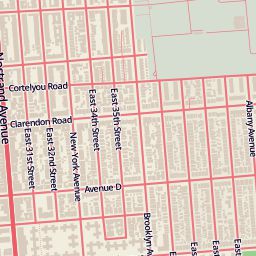 Cortelyou Road
Nostrand Avenue
Clarendon Road
East 34th Street
East 35th Street
Albany Avenue
East 31st Street
East 32nd Street
New York Avenue
Avenue D
Brooklyn Av